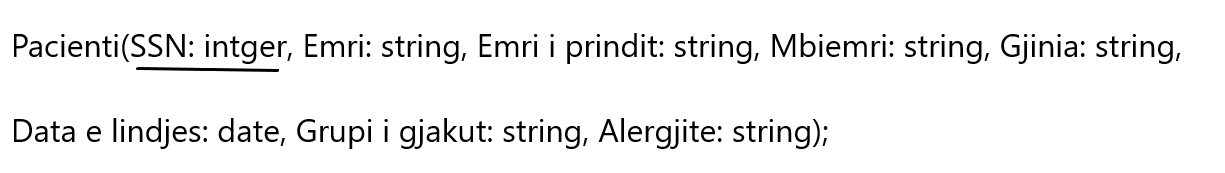 Pacienti(SSN: intger, Emri: string, Emri i prindit: string, Mbiemri: string, Gjinia: string,
Data e lindjes: date, Grupi i gjakut: string, Alergjite: string);